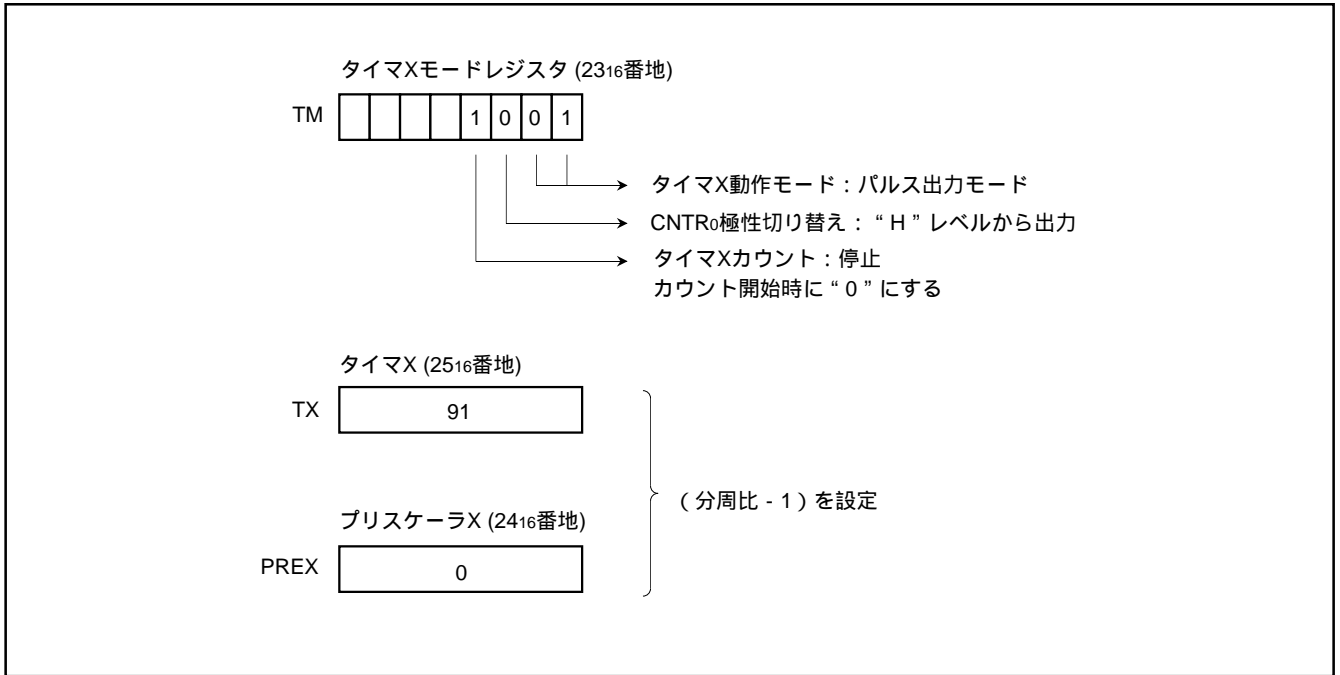 タイマXモードレジスタ (2316番地)
TM 1 0 0 1
タイマX動作モード：パルス出力モード
CNTR0極性切り替え：“H”レベルから出力
タイマXカウント：停止
カウント開始時に“0”にする
タイマX (2516番地)
TX 91
（分周比 - 1）を設定
プリスケーラX (2416番地)
PREX 0